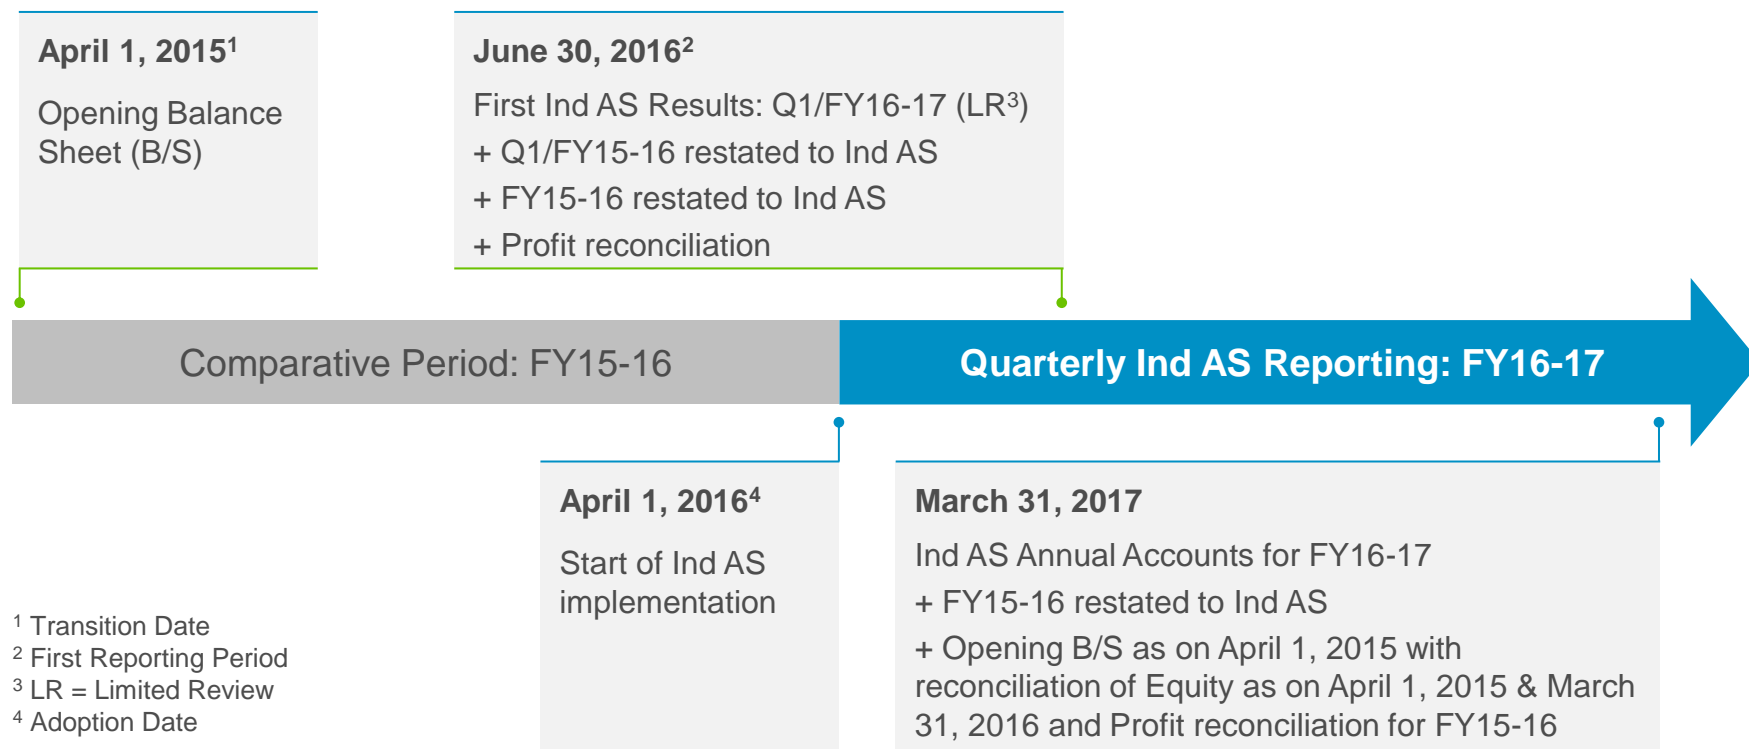 April 1, 2015¹
Opening Balance
Sheet (B/S)
June 30, 2016²
First Ind AS Results: Q1/FY16-17 (LR³)
+ Q1/FY15-16 restated to Ind AS
+ FY15-16 restated to Ind AS
+ Profit reconciliation
Comparative Period: FY15-16
Quarterly Ind AS Reporting: FY16-17
April 1, 2016⁴
Start of Ind AS
implementation
March 31, 2017
Ind AS Annual Accounts for FY16-17
+ FY15-16 restated to Ind AS
+ Opening B/S as on April 1, 2015 with
reconciliation of Equity as on April 1, 2015 & March
31, 2016 and Profit reconciliation for FY15-16
¹ Transition Date
² First Reporting Period
³ LR = Limited Review
⁴ Adoption Date